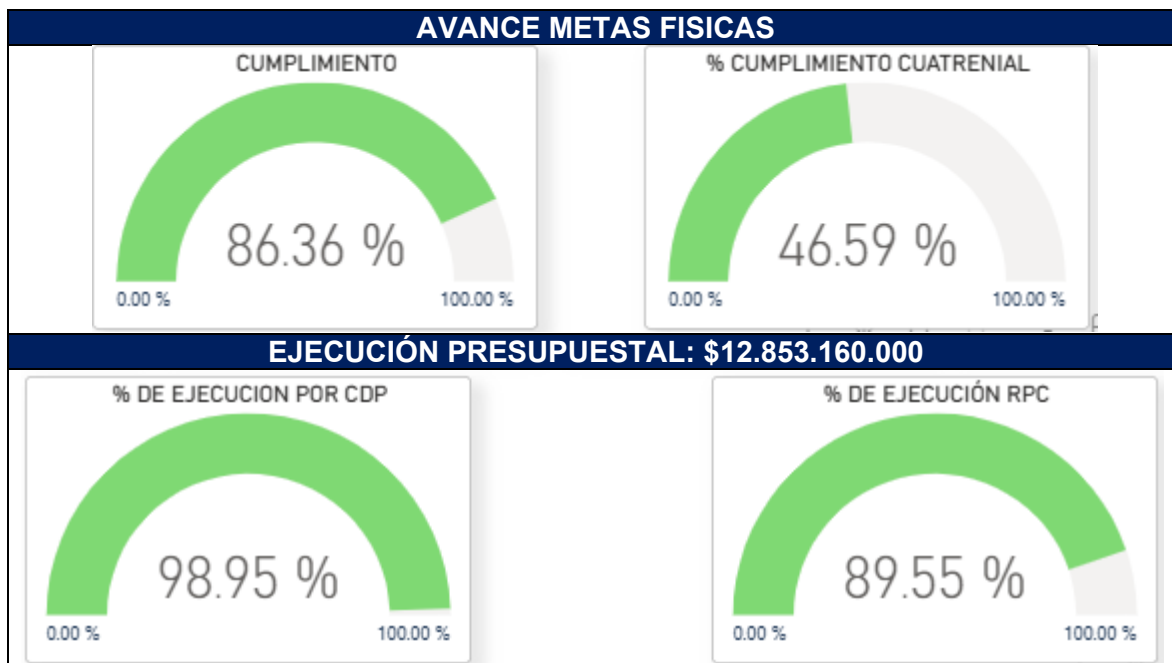 AVANCE METAS FISICAS
CUMPLIMIENTO
% CUMPLIMIENTO CUATRENIAL
86.36 %
46.59 %
0.00 %
100.00 %
0.00 %
100.00 %
EJECUCIÓN PRESUPUESTAL: $12.853.160.000
% DE EJECUCION POR CDP
% DE EJECUCIÓN RPC
98.95 %
89.55 %
0.00 %
100.00 %
0.00 %
100.00 %